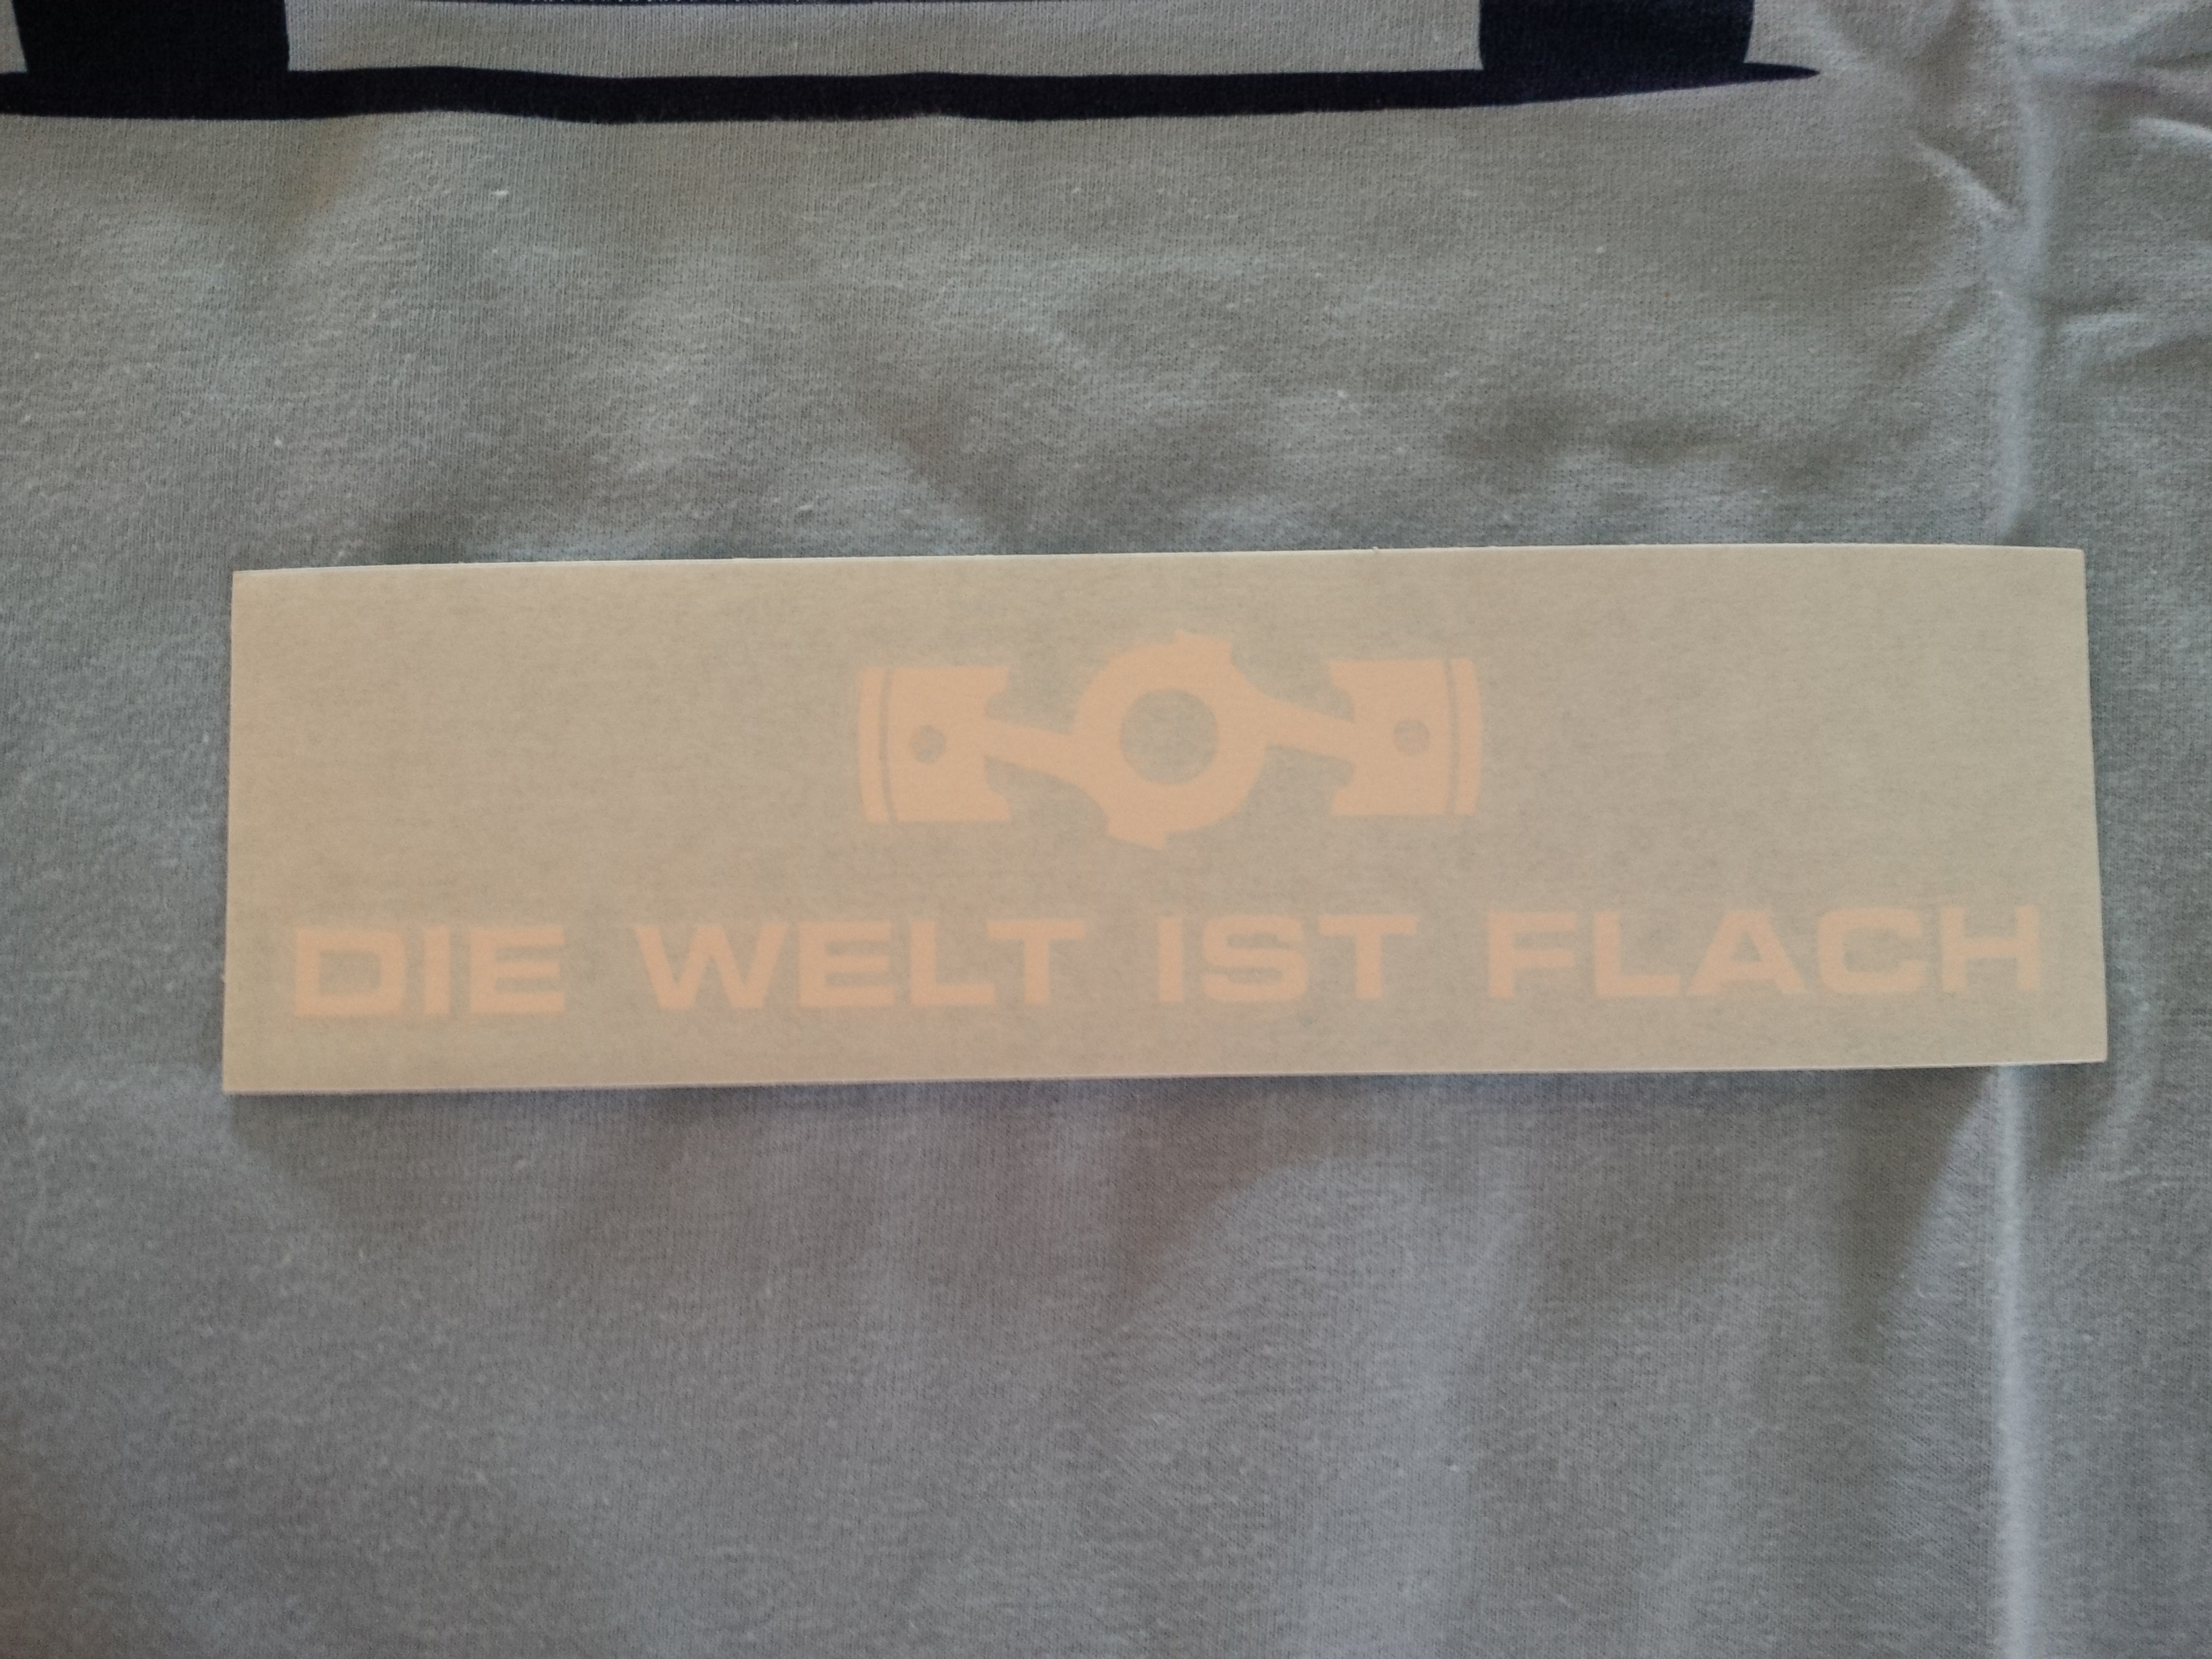 DIE WELT IST FLACH